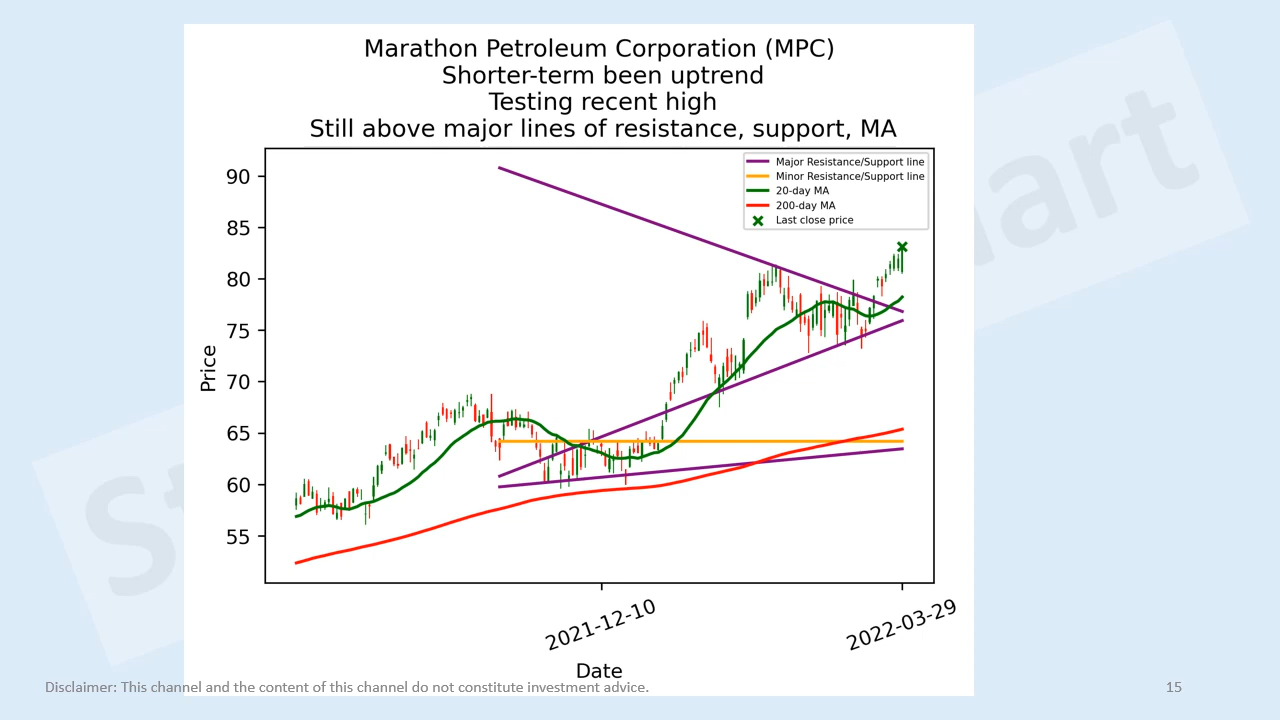 Marathon Petroleum Corporation (MPC)
Shorter-term been uptrend
Testing recent high
Still above major lines of resistance, support, MA
Major Resistance/Support line
Minor Resistance/Support line
20-day MA
200-day MA
Last close price
90
85
80
75
70
65
60
55
Price
2021-12-10
2022-03-29
Date
Disclaimer: This channel and the content of this channel do not constitute investment advice.
15